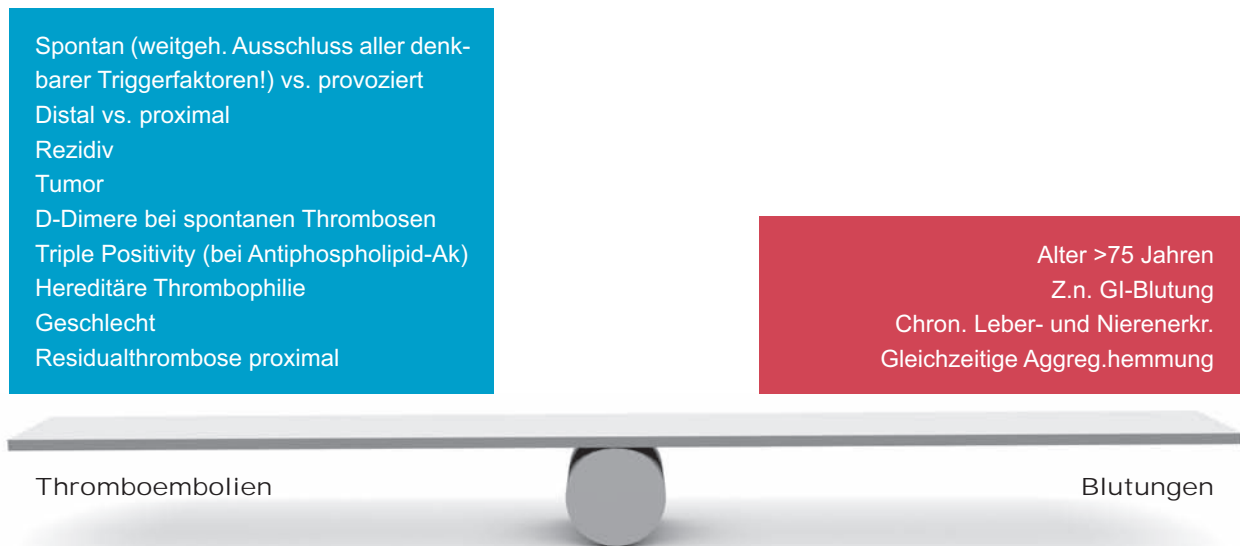 Spontan (weitgeh. Ausschluss aller denk-
barer Triggerfaktoren!) vs. provoziert
Distal vs. proximal
Rezidiv
Tumor
D-Dimere bei spontanen Thrombosen
Triple Positivity (bei Antiphospholipid-Ak)
Hereditäre Thrombophilie
Geschlecht
Residualthrombose proximal
Alter >75 Jahren
Z.n. GI-Blutung
Chron. Leber- und Nierenerkr.
Gleichzeitige Aggreg.hemmung
Thromboembolien
Blutungen